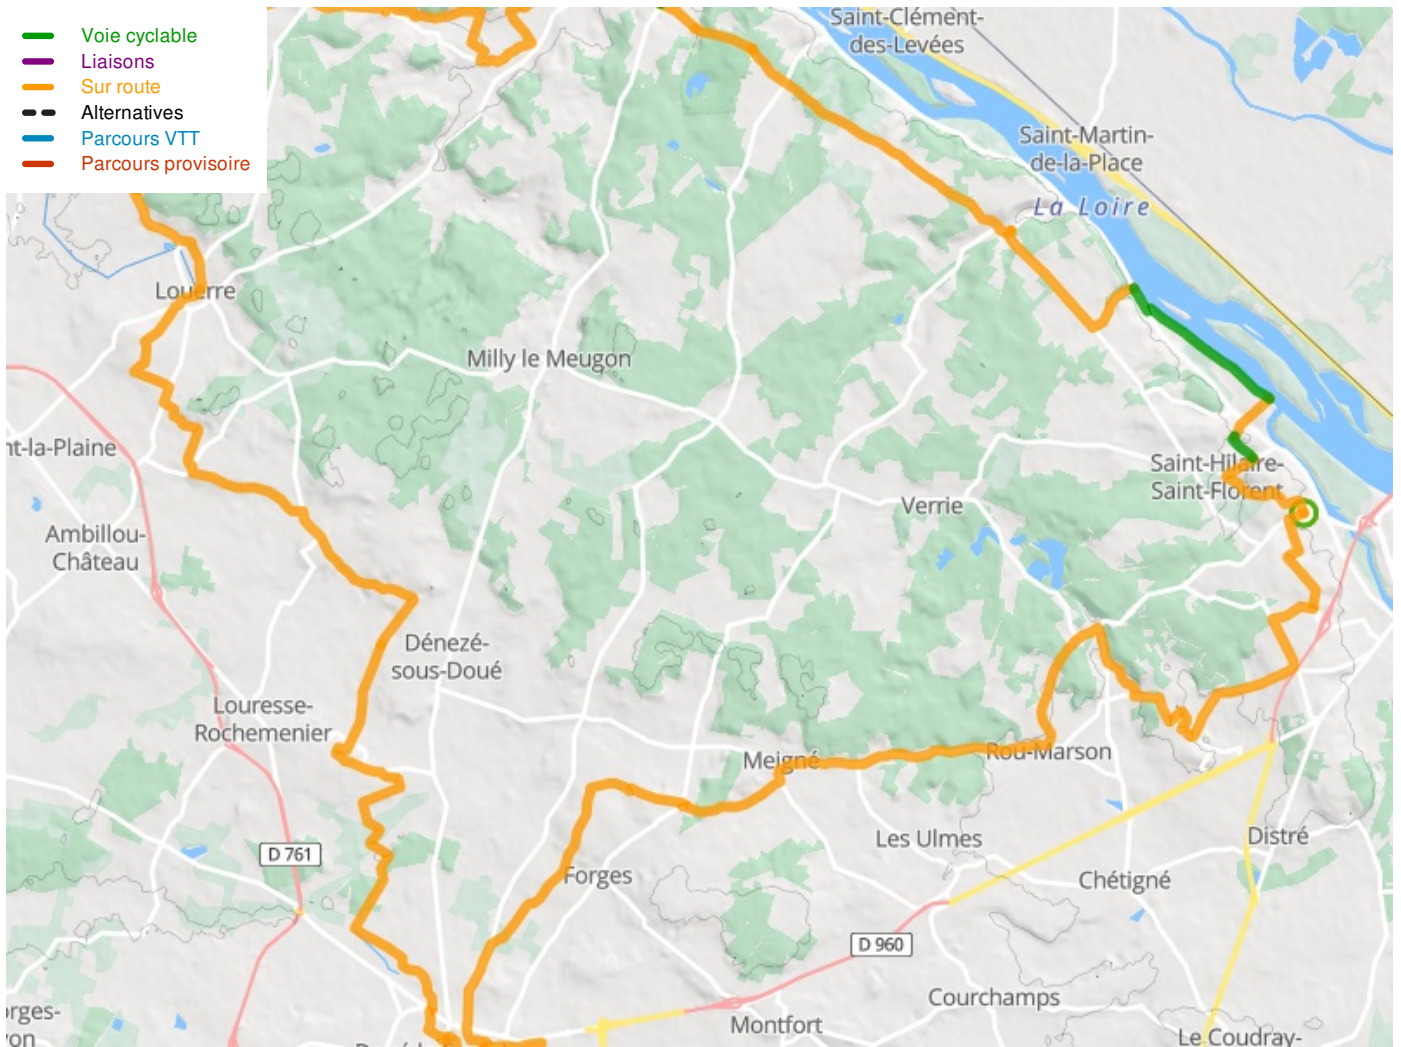 Voie cyclable
Liaisons
Sur route
Alternatives
Parcours VTT
Parcours provisoire
Saint-Clément-
des-Levées
Saint-Martin-
de-la-Place
La Loire
Louerre
Milly le Meugon
nt-la-Plaine
Saint-Hilaire-
Saint-Florent
Verrie
Ambillou-
Château
Dénezé-
sous-Doué
Louresse-
Rochemenier
Meigné
Rou-Marson
Les Ulmes
Distré
D 761
Forges
Chétigné
D 960
Courchamps
orges-
yon
Montfort
Le Coudray-